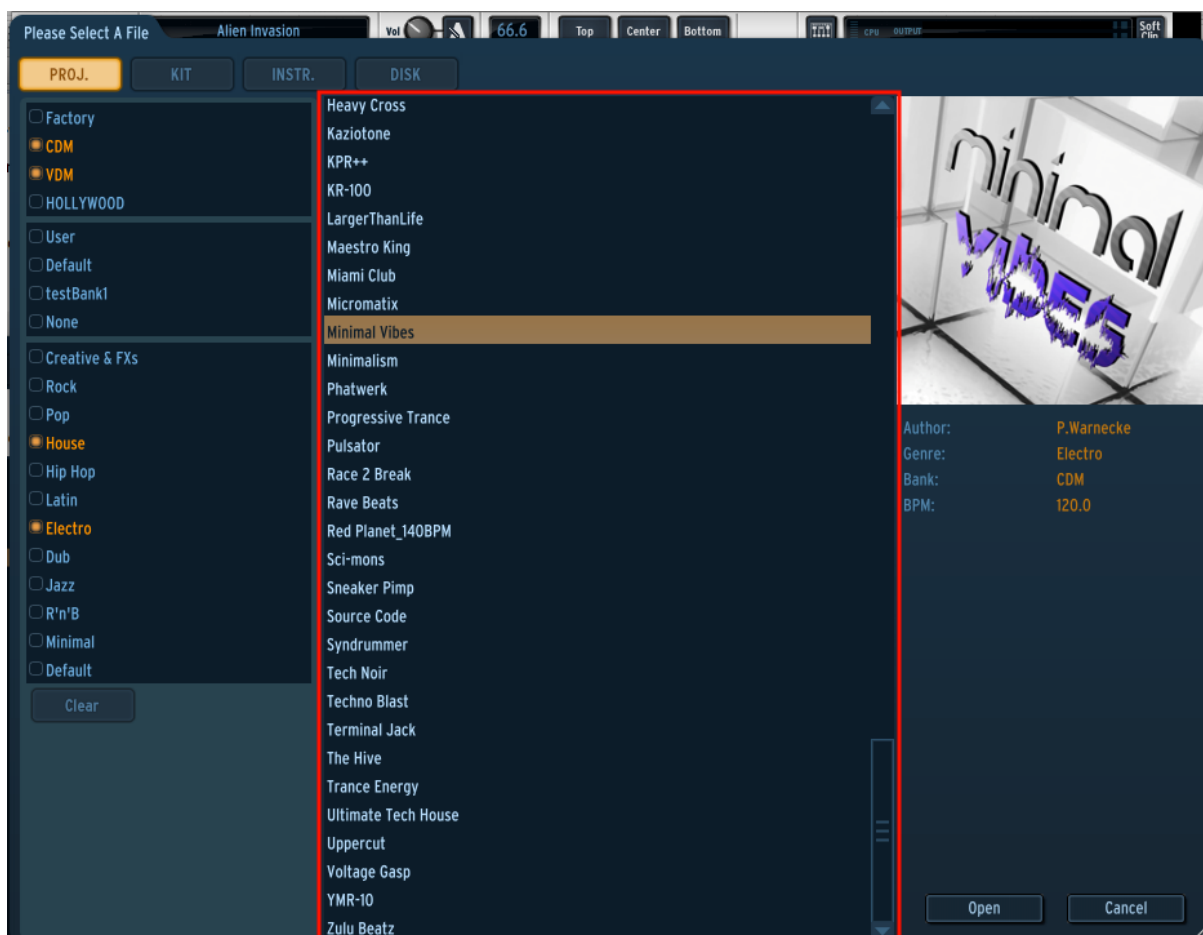 Please Select A File
Alien Invasion
Vol
66.6
Top Center Bottom
CPU OUTPUT
Soft
Clip
PROJ. KIT INSTR. DISK
Factory
CDM
VDM
HOLLYWOOD
User
Default
testBank1
None
Creative & FXs
Rock
Pop
House
Hip Hop
Latin
Electro
Dub
Jazz
R'n'B
Minimal
Default
Clear
Heavy Cross
Kaziotone
KPR++
KR-100
LargerThanLife
Maestro King
Miami Club
Micromatix
Minimal Vibes
Minimalism
Phatwerk
Progressive Trance
Pulsator
Race 2 Break
Rave Beats
Red Planet_140BPM
Sci-mons
Sneaker Pimp
Source Code
Syndrummer
Tech Noir
Techno Blast
Terminal Jack
The Hive
Trance Energy
Ultimate Tech House
Uppercut
Voltage Gasp
YMR-10
Zulu Beatz
minimal
VIBES
Author: P.Warnecke
Genre: Electro
Bank: CDM
BPM: 120.0
Open Cancel